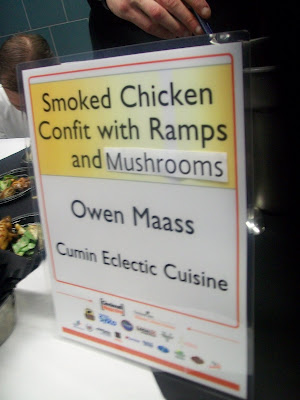 Smoked Chicken
Confit with Ramps
and Mushrooms
Owen Maass
Cumin Eclectic Cuisine